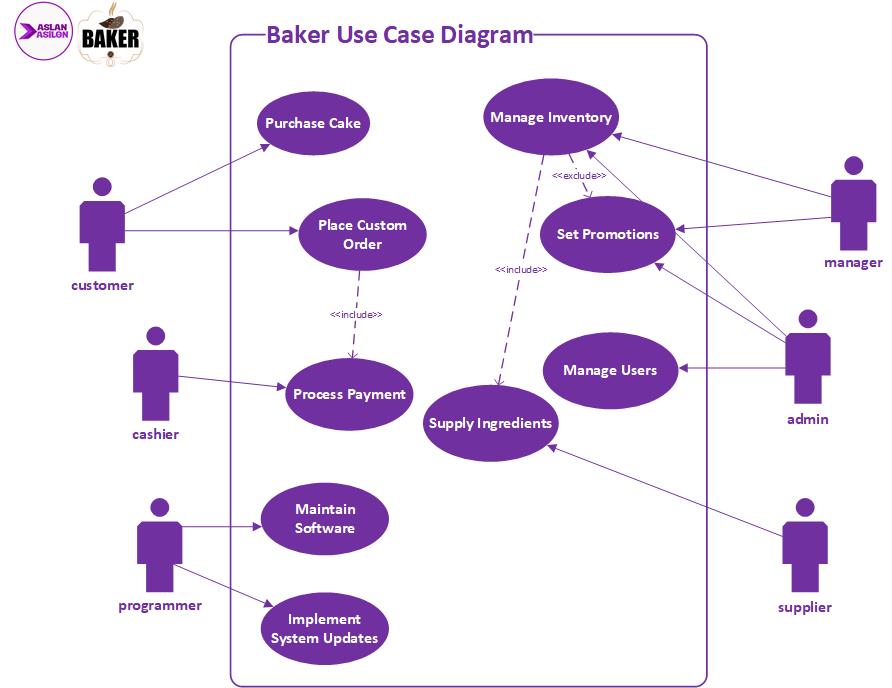 ASLAN
ASILON
BAKER
Baker Use Case Diagram
Purchase Cake
Manage Inventory
<<exclude>>
customer
Place Custom
Order
Set Promotions
manager
<<include>>
<<include>>
Manage Users
Process Payment
cashier
Supply Ingredients
admin
Maintain
Software
programmer
supplier
Implement
System Updates